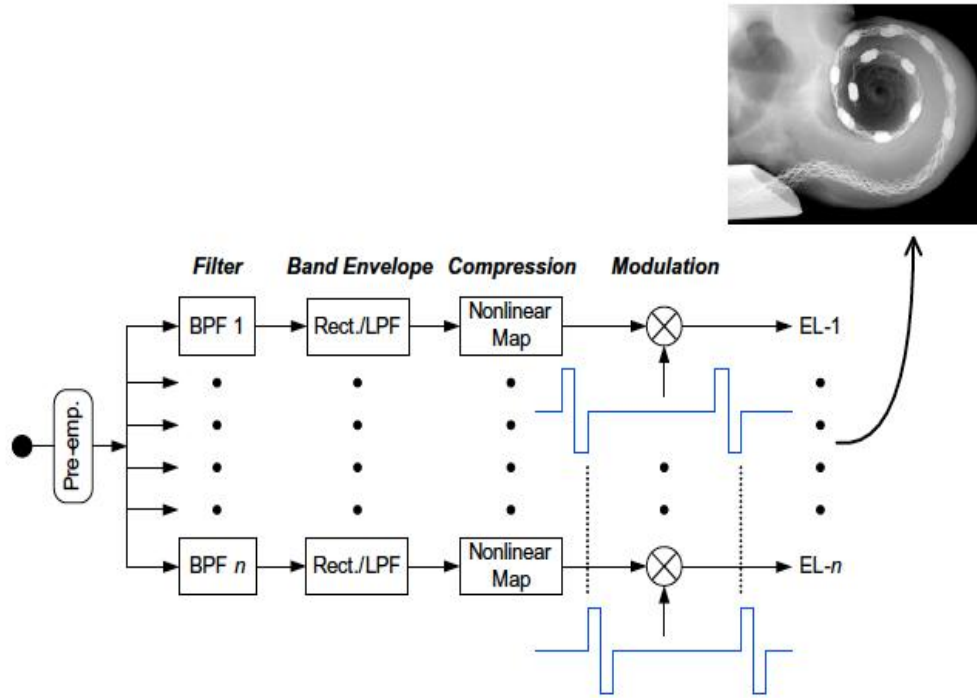 Filter Band Envelope Compression Modulation
BPF 1 Rect./LPF Nonlinear
Map EL-1
Pre-emp.
BPF n Rect./LPF Nonlinear
Map EL-n